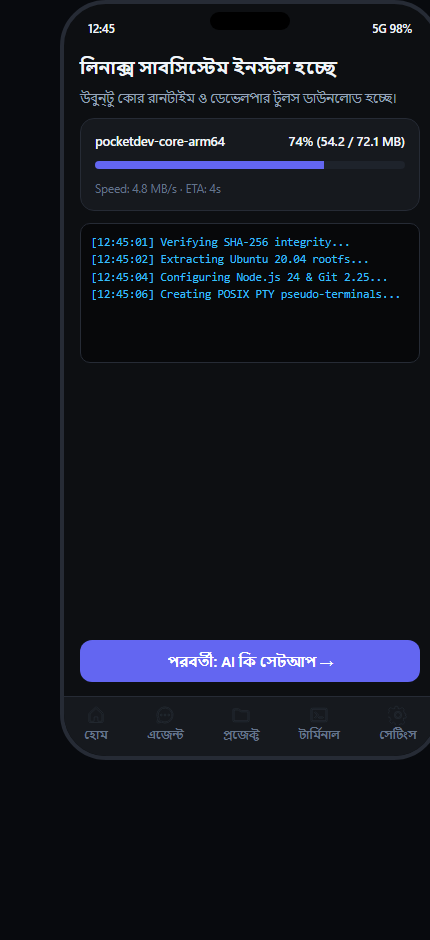 12:45 5G 98%
লিনাক্স সাবসিস্টেম ইনস্টল হচ্ছে
উবুন্টু কোর রানটাইম ও ডেভেলপার টুলস ডাউনলোড হচ্ছে।
pocketdev-core-arm64 74% (54.2 / 72.1 MB)
Speed: 4.8 MB/s · ETA: 4s
[12:45:01] Verifying SHA-256 integrity...
[12:45:02] Extracting Ubuntu 20.04 rootfs...
[12:45:04] Configuring Node.js 24 & Git 2.25...
[12:45:06] Creating POSIX PTY pseudo-terminals...
পরবর্তী: AI কি সেটআপ →
হোম এজেন্ট প্রজেক্ট টার্মিনাল সেটিংস